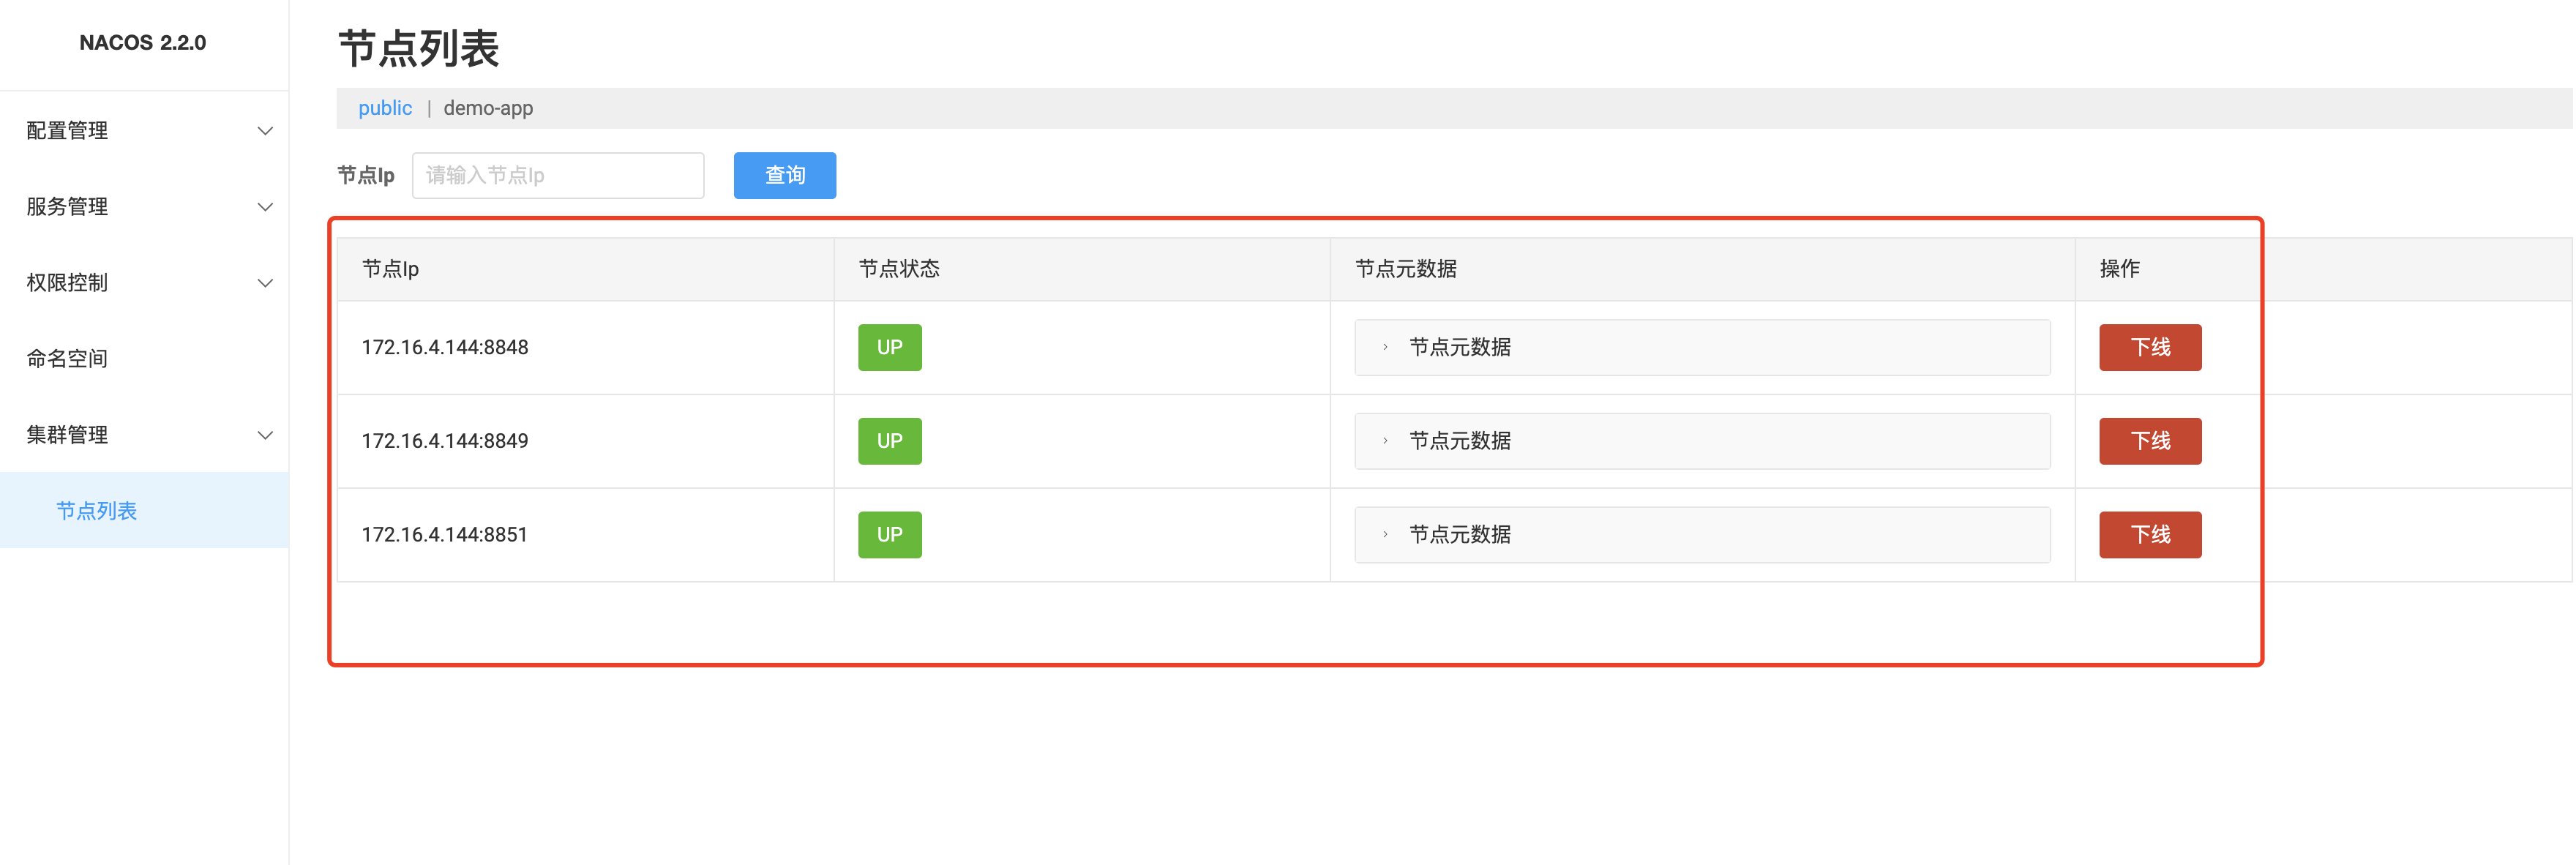 NACOS 2.2.0
配置管理
服务管理
权限控制
命名空间
集群管理
节点列表
节点列表
public | demo-app
节点Ip 请输入节点Ip 查询
节点Ip 节点状态 节点元数据 操作
172.16.4.144:8848 UP 节点元数据 下线
172.16.4.144:8849 UP 节点元数据 下线
172.16.4.144:8851 UP 节点元数据 下线